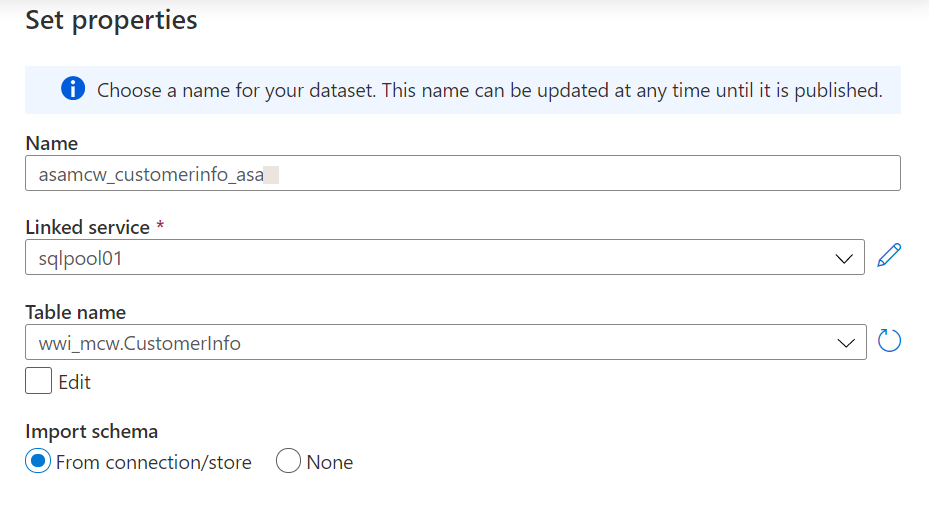 Set properties
Choose a name for your dataset. This name can be updated at any time until it is published.
Name
asamcw_customerinfo_asa
Linked service *
sqlpool01
Table name
wwi_mcw.CustomerInfo
Edit
Import schema
From connection/store None